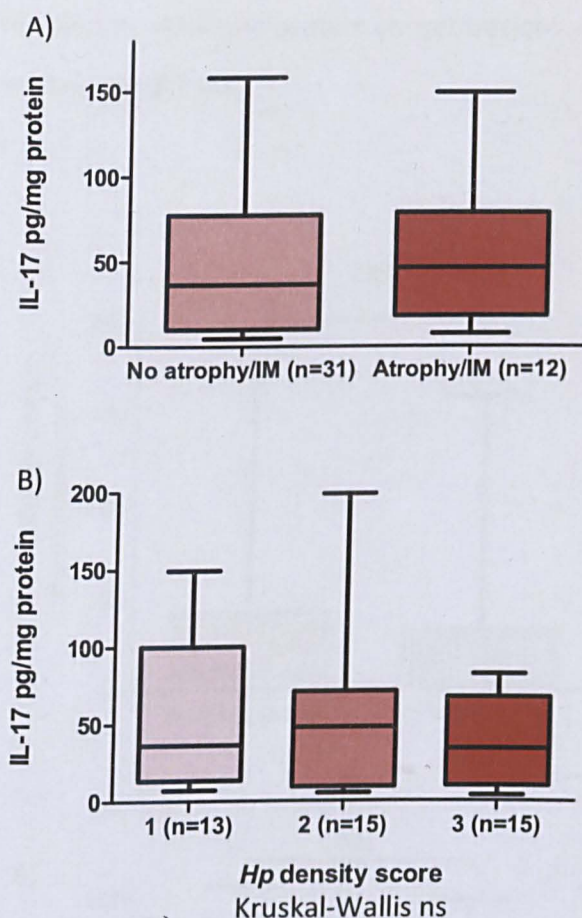 A)
IL-17 pg/mg protein
150
100
50
0
No atrophy/IM (n=31) Atrophy/IM (n=12)
B)
IL-17 pg/mg protein
200
150
100
50
0
1 (n=13) 2 (n=15) 3 (n=15)
Hp density score
Kruskal-Wallis ns